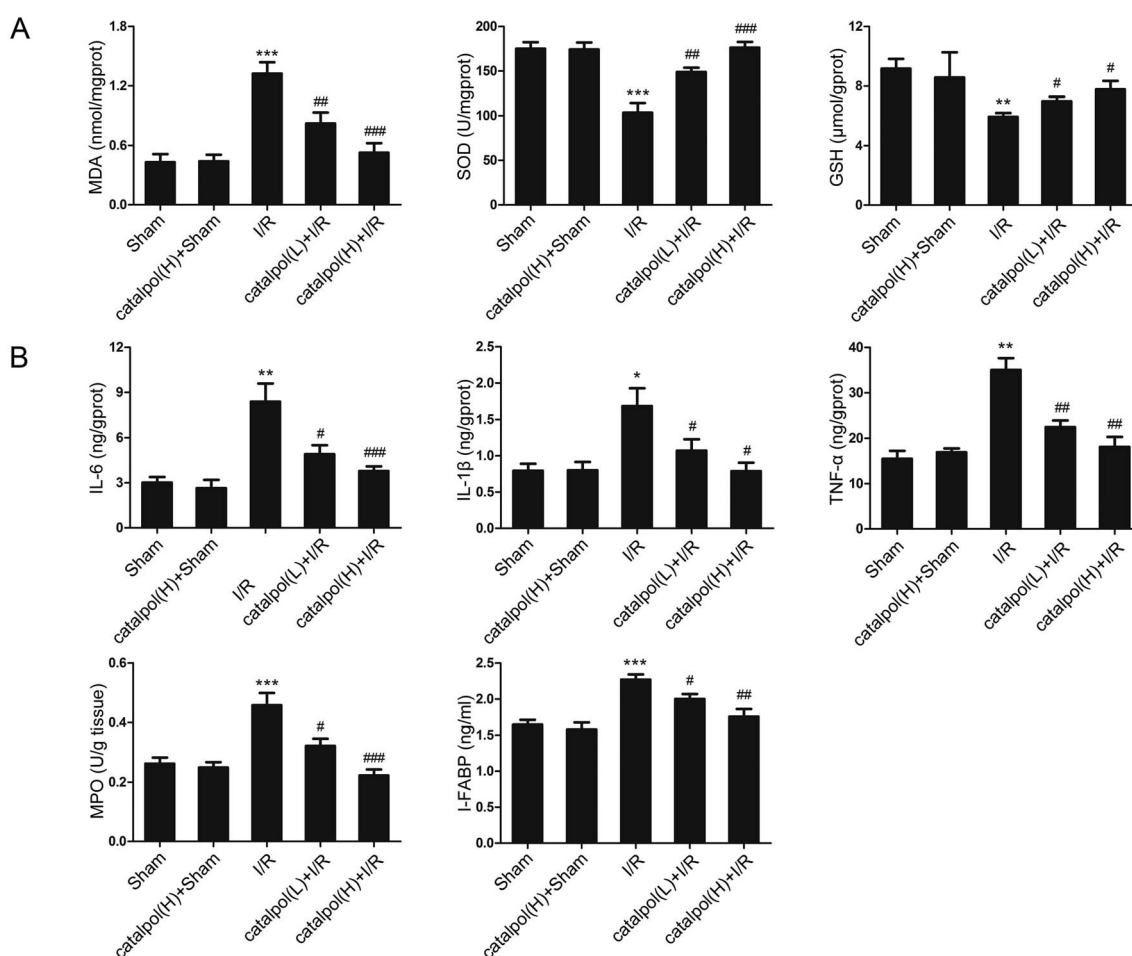 A
MDA (nmol/mgprot)
1.8
1.2
0.6
0.0
***
##
###
Sham
catalpol(H)+Sham
I/R
catalpol(L)+I/R
catalpol(H)+I/R
SOD (U/mgprot)
200
150
100
50
0
***
##
###
Sham
catalpol(H)+Sham
I/R
catalpol(L)+I/R
catalpol(H)+I/R
GSH (μmol/gprot)
12
8
4
0
**
#
#
Sham
catalpol(H)+Sham
I/R
catalpol(L)+I/R
catalpol(H)+I/R
B
IL-6 (ng/gprot)
12
9
6
3
0
**
#
###
Sham
catalpol(H)+Sham
I/R
catalpol(L)+I/R
catalpol(H)+I/R
IL-1β (ng/gprot)
2.5
2.0
1.5
1.0
0.5
0.0
*
#
#
Sham
catalpol(H)+Sham
I/R
catalpol(L)+I/R
catalpol(H)+I/R
TNF-α (ng/gprot)
40
30
20
10
0
**
##
##
Sham
catalpol(H)+Sham
I/R
catalpol(L)+I/R
catalpol(H)+I/R
MPO (U/g tissue)
0.6
0.4
0.2
0.0
***
#
###
Sham
catalpol(H)+Sham
I/R
catalpol(L)+I/R
catalpol(H)+I/R
I-FABP (ng/ml)
2.5
2.0
1.5
1.0
0.5
0.0
***
#
##
Sham
catalpol(H)+Sham
I/R
catalpol(L)+I/R
catalpol(H)+I/R